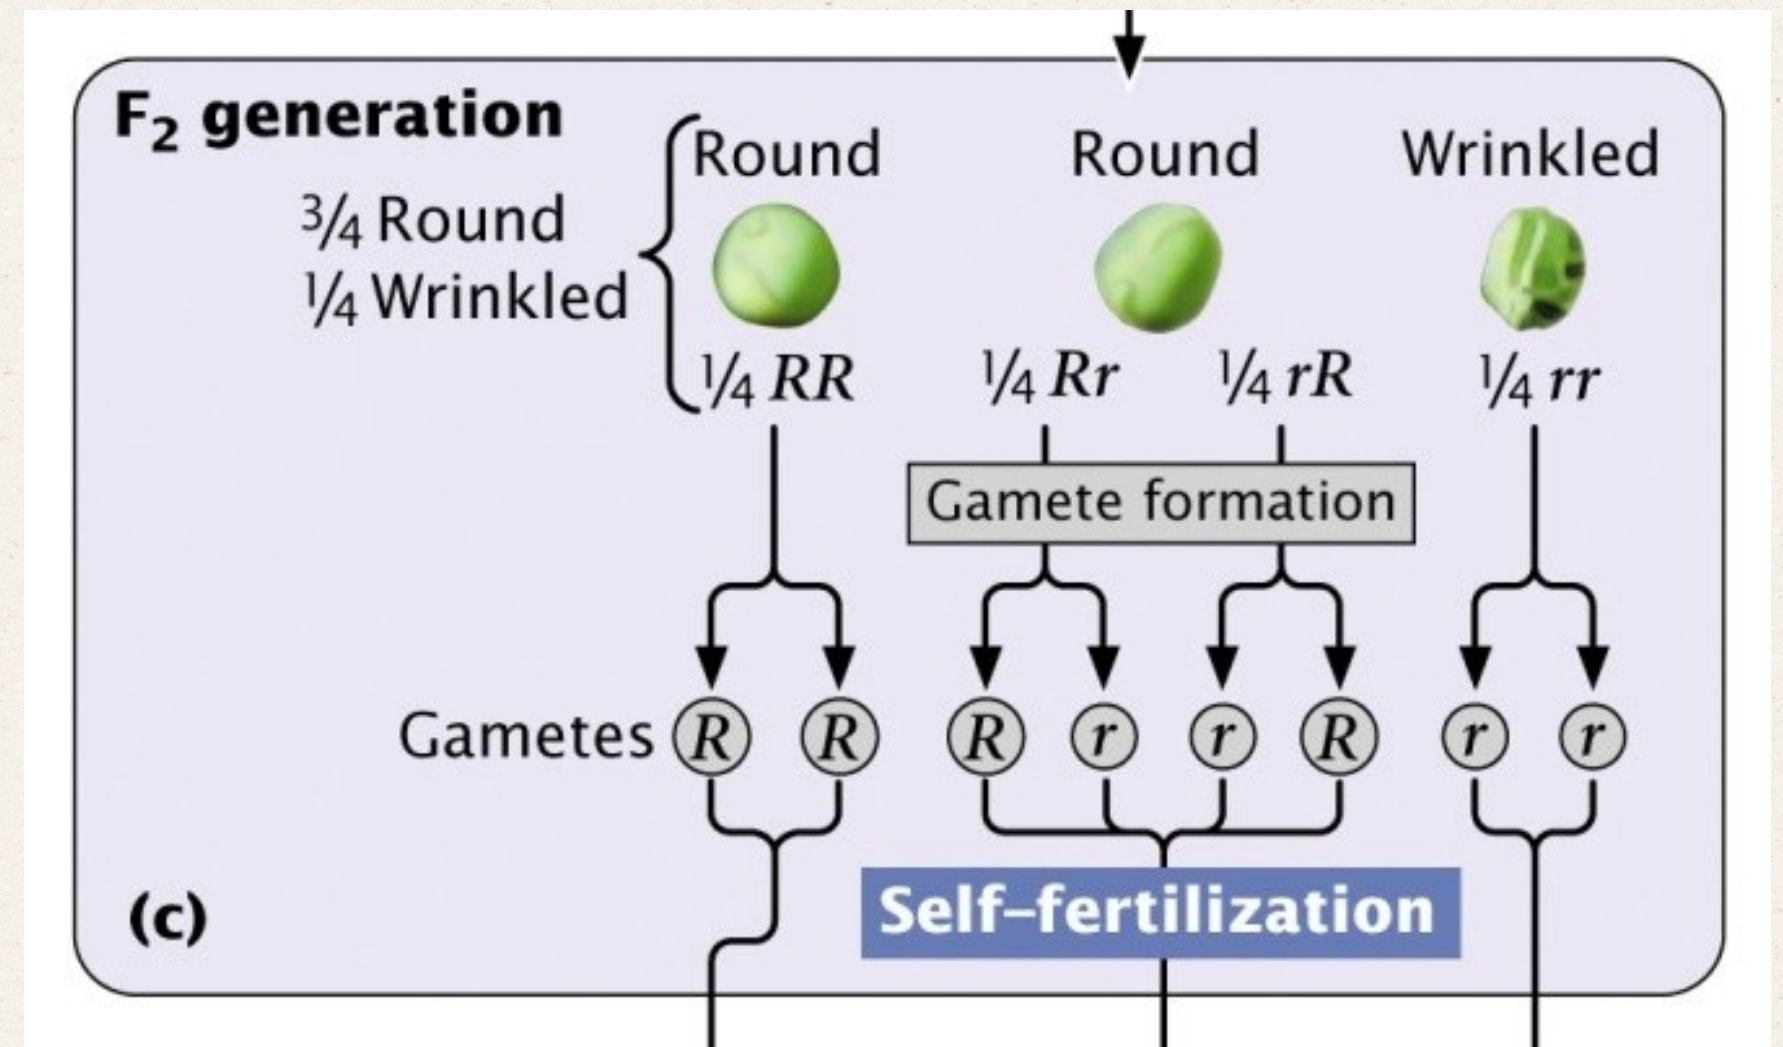 F₂ generation
¾ Round
¼ Wrinkled
Round Round Wrinkled
¼ RR ¼ Rr ¼ rR ¼ rr
Gamete formation
Gametes R R R r r R r r
Self–fertilization
(c)